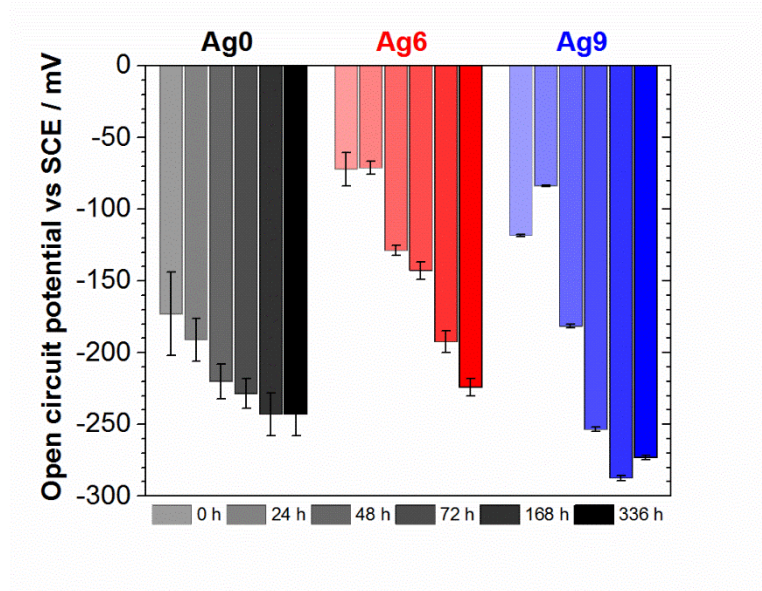 Ag0 Ag6 Ag9
Open circuit potential vs SCE / mV
0
-50
-100
-150
-200
-250
-300
0 h 24 h 48 h 72 h 168 h 336 h